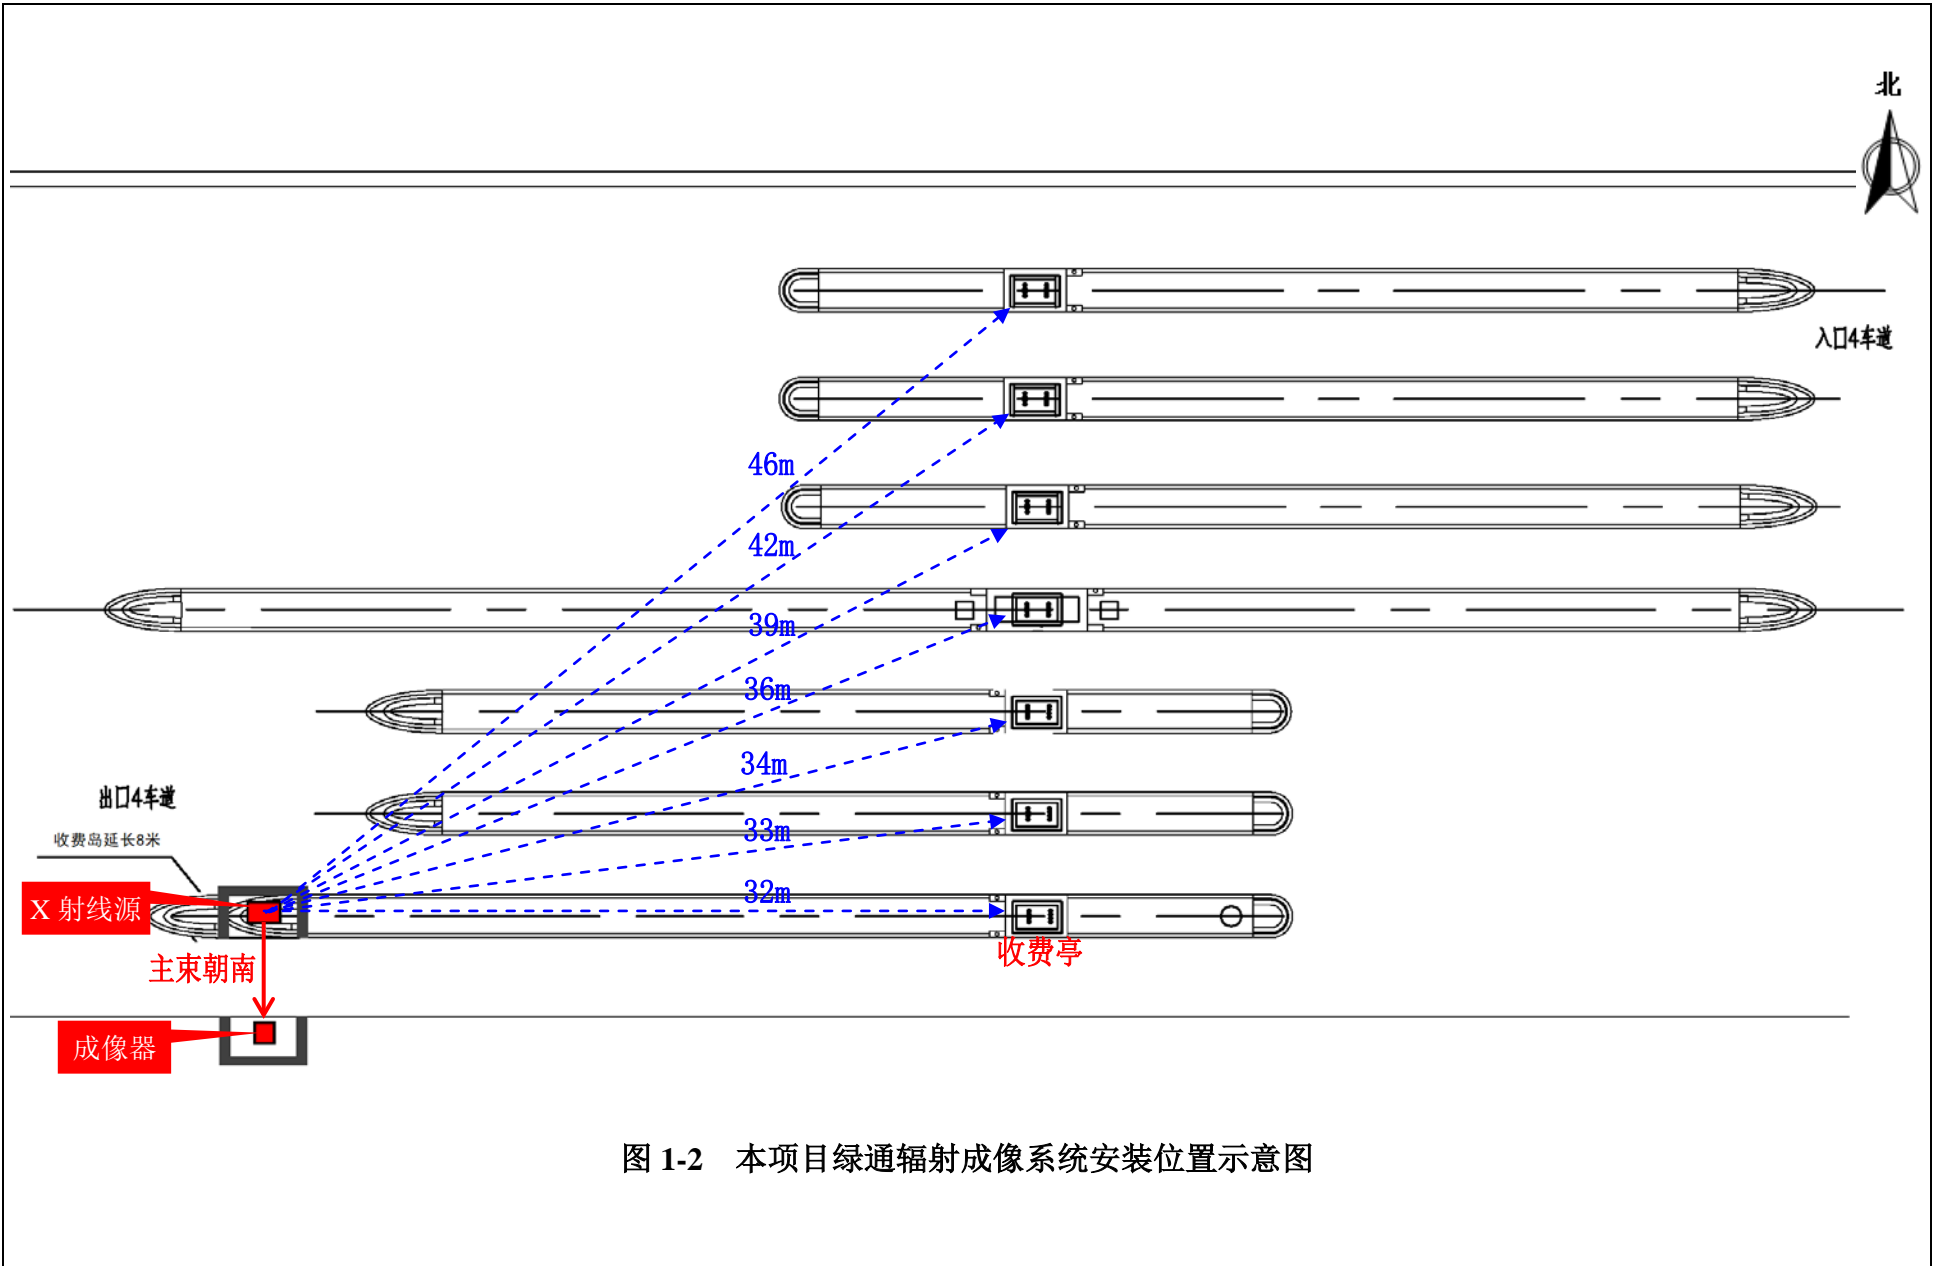 北
入口4车道
46m
42m
39m
36m
34m
出口4车道
33m
收费岛延长8米
32m
X 射线源
收费亭
主束朝南
成像器
图 1-2 本项目绿通辐射成像系统安装位置示意图